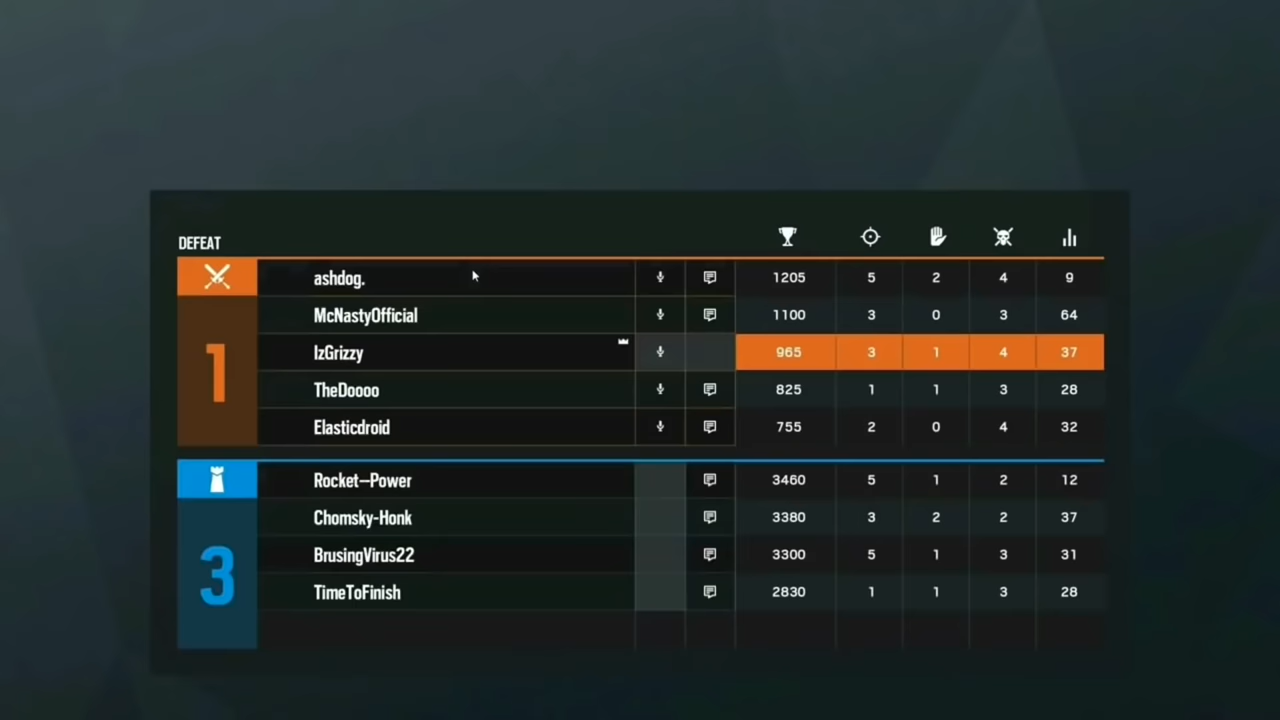 DEFEAT
ashdog. 1205 5 2 4 9
McNastyOfficial 1100 3 0 3 64
1
IzGrizzy 965 3 1 4 37
TheDoooo 825 1 1 3 28
Elasticdroid 755 2 0 4 32
Rocket-Power 3460 5 1 2 12
Chomsky-Honk 3380 3 2 2 37
3
BrusingVirus22 3300 5 1 3 31
TimeToFinish 2830 1 1 3 28